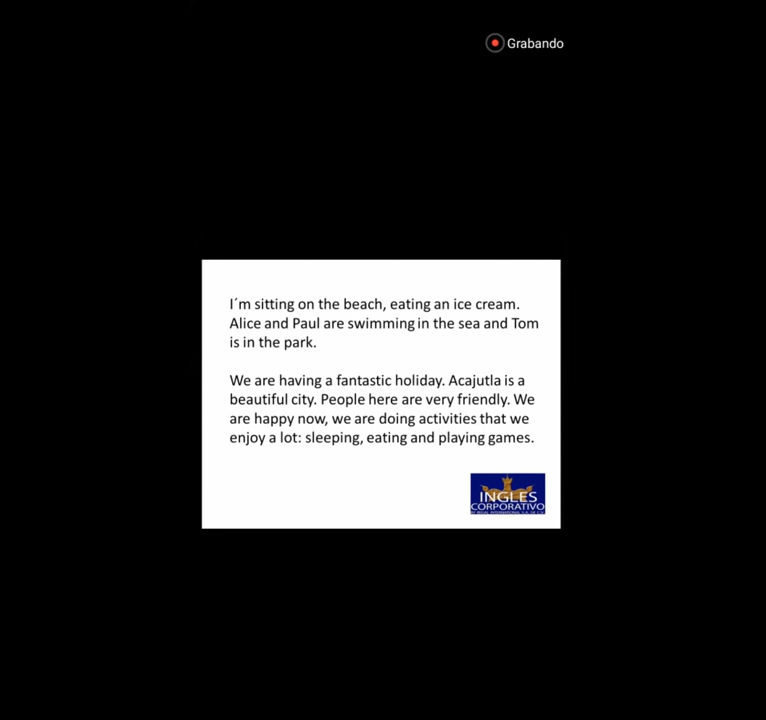 Grabando
I´m sitting on the beach, eating an ice cream.
Alice and Paul are swimming in the sea and Tom
is in the park.
We are having a fantastic holiday. Acajutla is a
beautiful city. People here are very friendly. We
are happy now, we are doing activities that we
enjoy a lot: sleeping, eating and playing games.
INGLES
CORPORATIVO